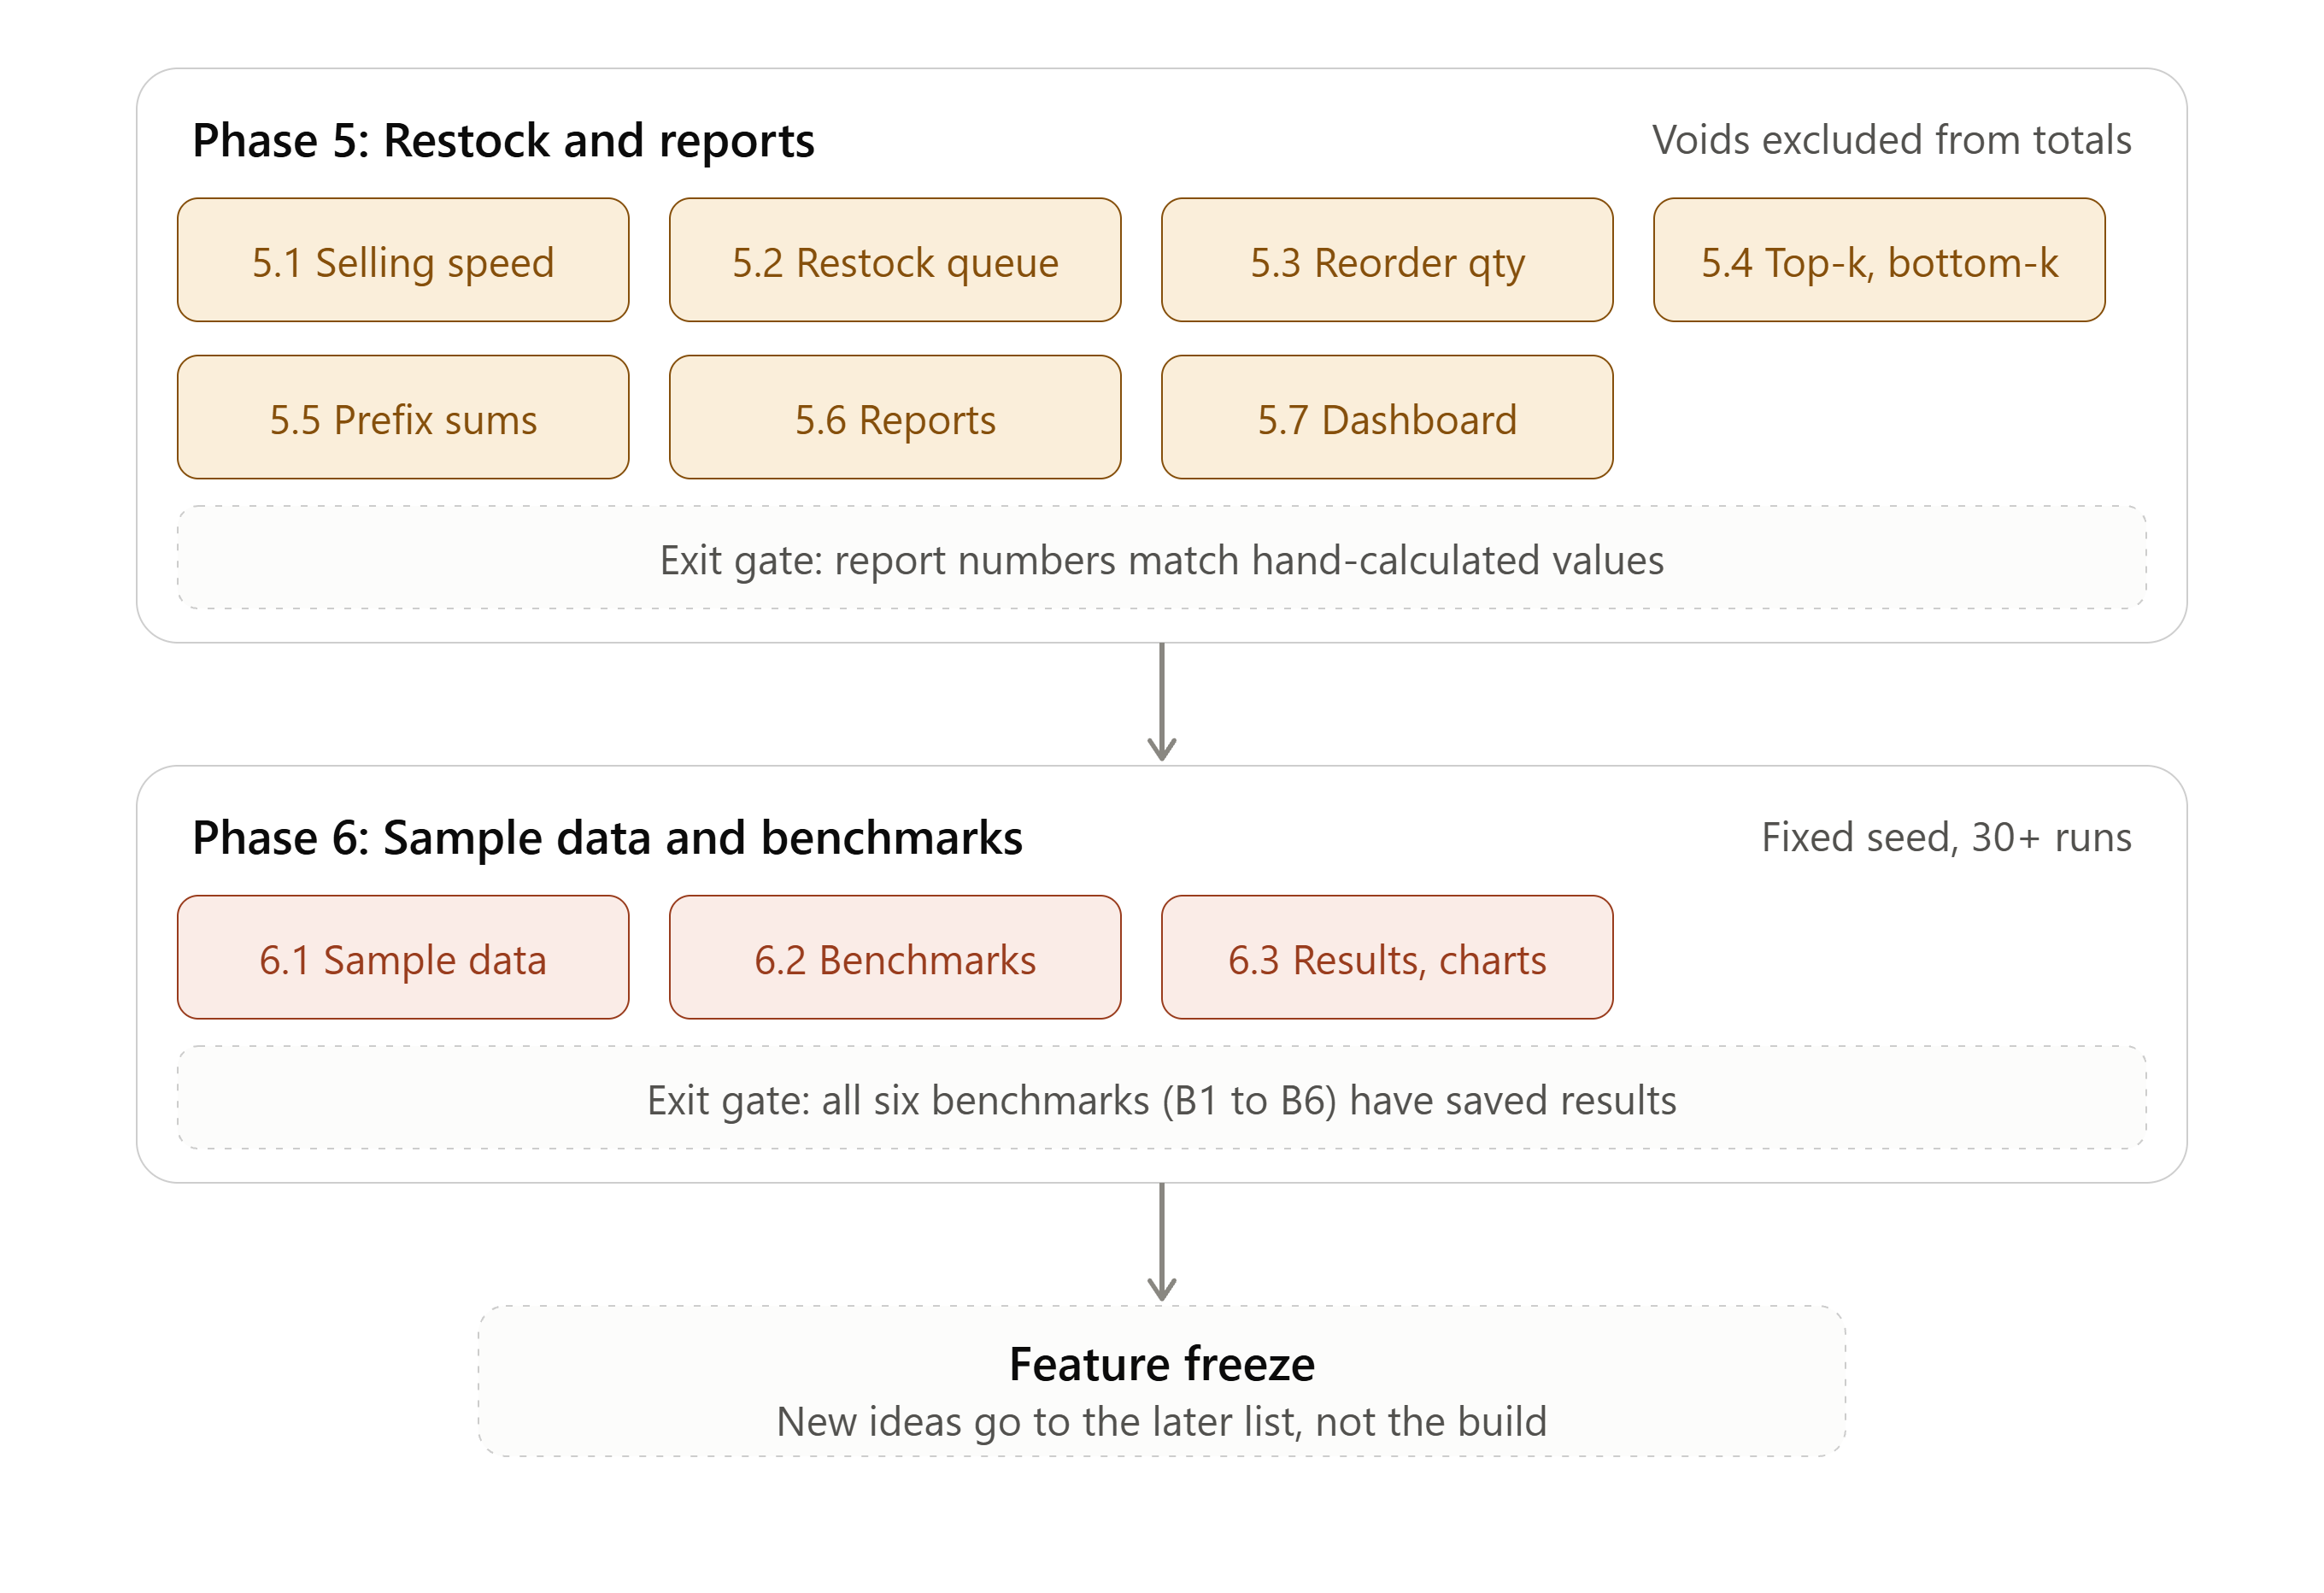 Phase 5: Restock and reports
Voids excluded from totals
5.1 Selling speed
5.2 Restock queue
5.3 Reorder qty
5.4 Top-k, bottom-k
5.5 Prefix sums
5.6 Reports
5.7 Dashboard
Exit gate: report numbers match hand-calculated values
Phase 6: Sample data and benchmarks
Fixed seed, 30+ runs
6.1 Sample data
6.2 Benchmarks
6.3 Results, charts
Exit gate: all six benchmarks (B1 to B6) have saved results
Feature freeze
New ideas go to the later list, not the build